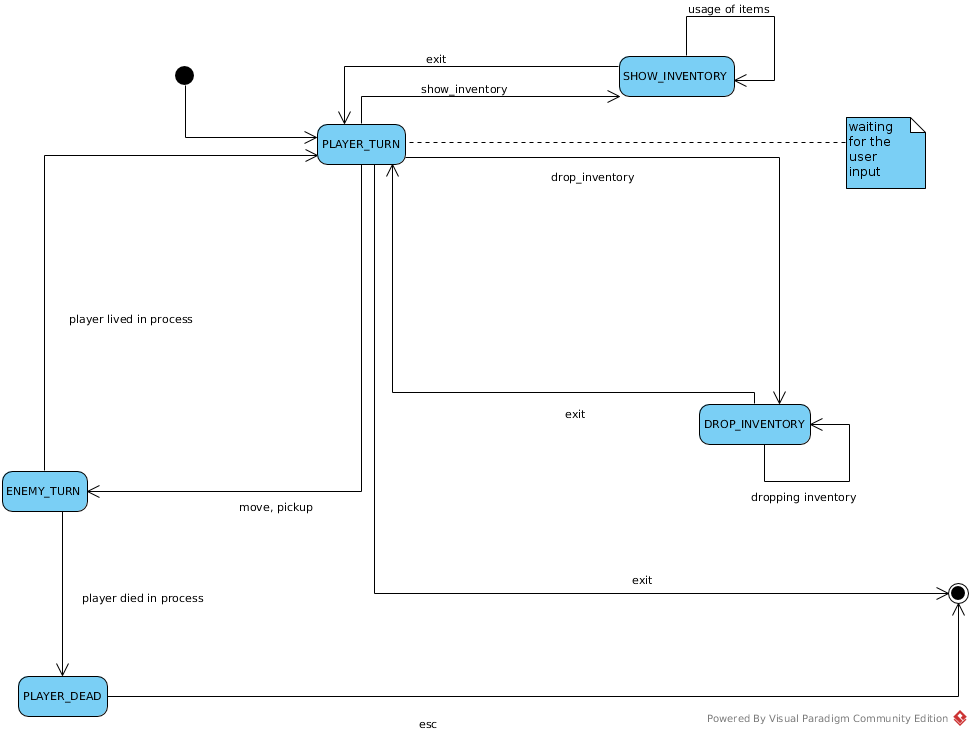 usage of items
exit
SHOW_INVENTORY
show_inventory
waiting
for the
user
input
PLAYER_TURN
drop_inventory
player lived in process
exit
DROP_INVENTORY
ENEMY_TURN
dropping inventory
move, pickup
exit
player died in process
PLAYER_DEAD
Powered By Visual Paradigm Community Edition
esc